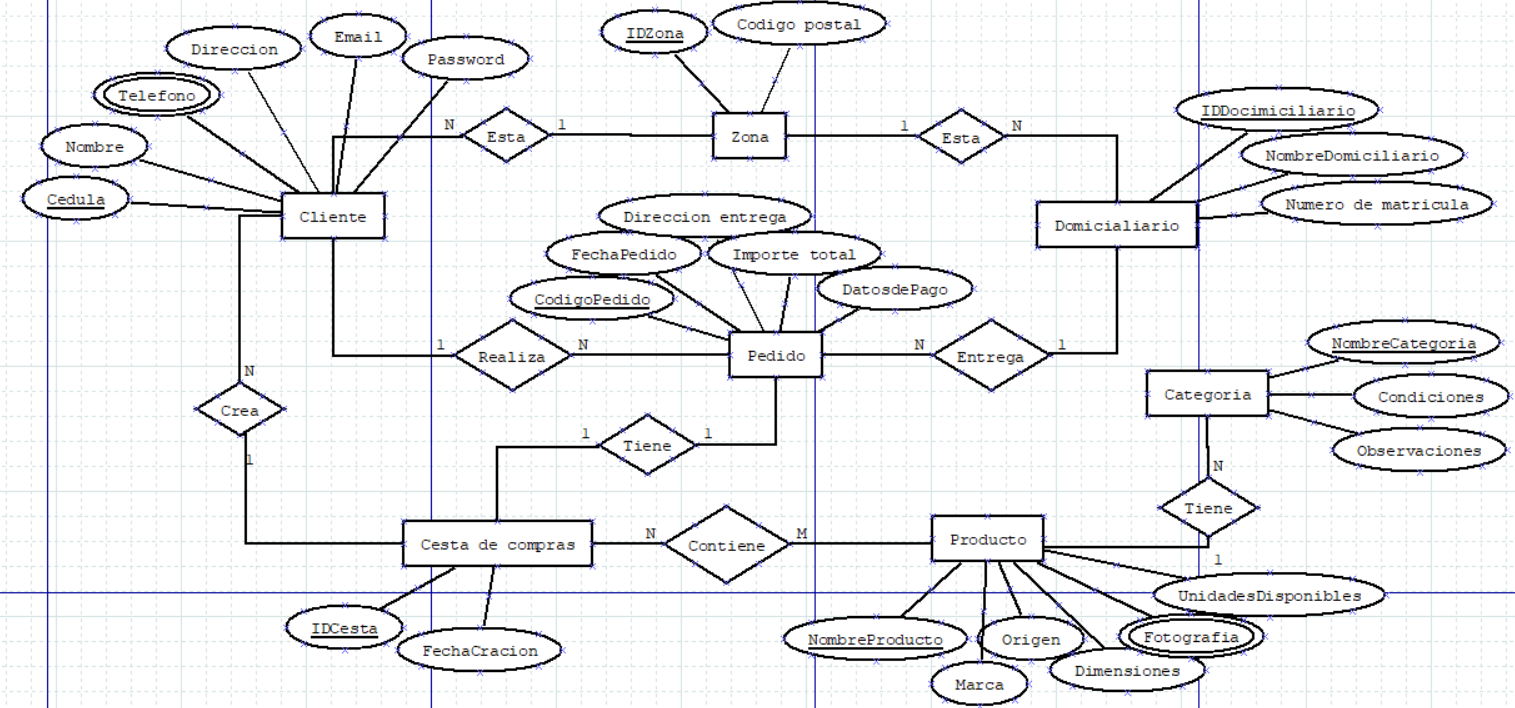 IDZona
Codigo postal
Email
Direccion
Password
Telefono
Nombre
Cedula
Cliente
N
Esta
1
Zona
1
Esta
N
IDDocimiciliario
NombreDomiciliario
Numero de matricula
Domicialiario
Direccion entrega
FechaPedido
Importe total
CodigoPedido
DatosdePago
1
Realiza
N
Pedido
N
Entrega
1
NombreCategoria
Categoria
Condiciones
Observaciones
N
Crea
1
1
Tiene
1
N
Tiene
1
Cesta de compras
N
Contiene
M
Producto
IDCesta
FechaCracion
NombreProducto
Marca
Origen
Dimensiones
Fotografia
UnidadesDisponibles